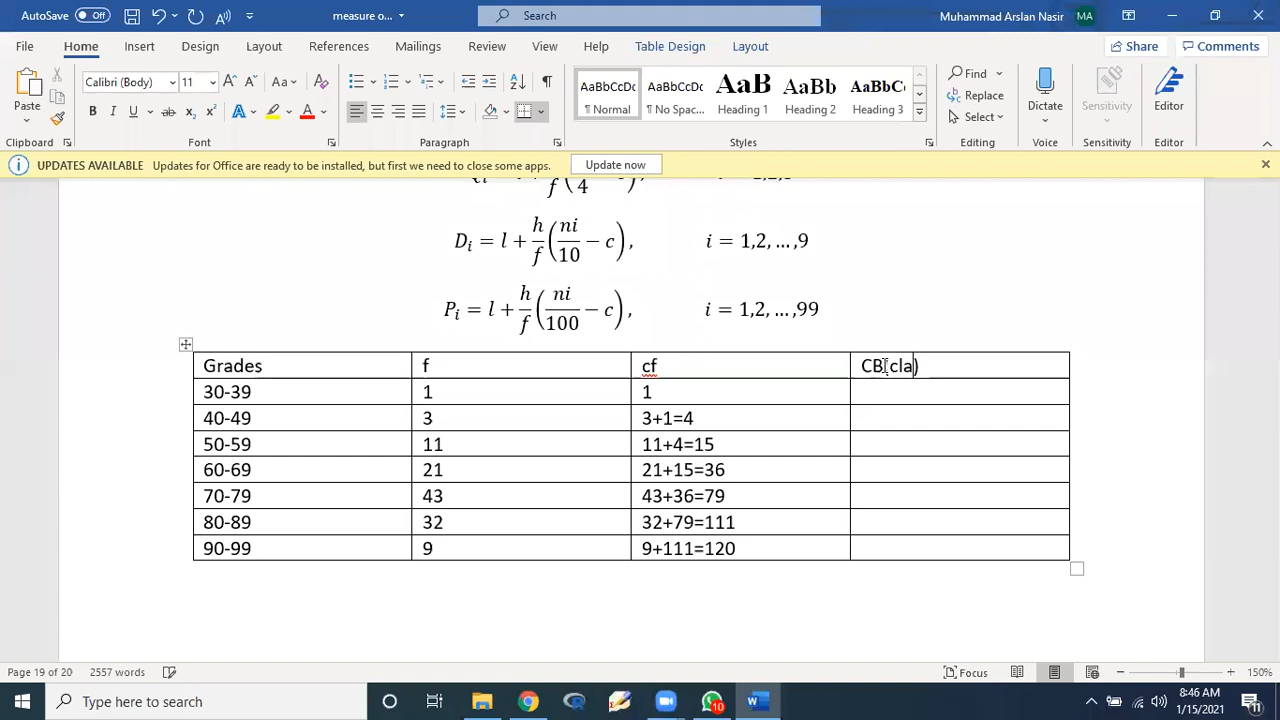 AutoSave Off measure o... Search Muhammad Arslan Nasir MA
File Home Insert Design Layout References Mailings Review View Help Table Design Layout Share Comments
Calibri (Body) 11 Aa AaBbCcDc AaBbCcDc AaB AaBb AaBbCc Find
Paste B I U ab x₂ x² A A ¶ Normal ¶ No Spac... Heading 1 Heading 2 Heading 3 Replace Dictate Sensitivity Editor
Select
Clipboard Font Paragraph Styles Editing Voice Sensitivity Editor
UPDATES AVAILABLE Updates for Office are ready to be installed, but first we need to close some apps. Update now
D_i = l + h/f (ni/10 − c), i = 1,2, ... ,9
P_i = l + h/f (ni/100 − c), i = 1,2, ... ,99
Grades f cf CB(cla)
30-39 1 1
40-49 3 3+1=4
50-59 11 11+4=15
60-69 21 21+15=36
70-79 43 43+36=79
80-89 32 32+79=111
90-99 9 9+111=120
Page 19 of 20 2557 words Focus 150%
Type here to search 10 8:46 AM
1/15/2021 11